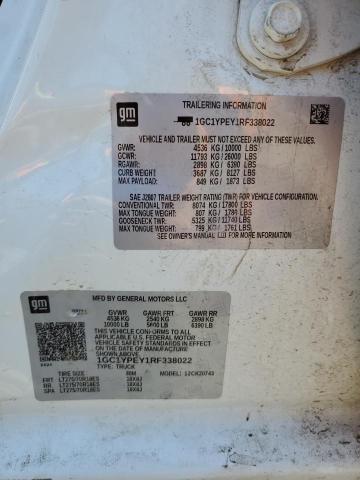 gm
TRAILERING INFORMATION
1GC1YPEY1RF338022
VEHICLE AND TRAILER MUST NOT EXCEED ANY OF THESE MAXIMUMS.
GVWR: 4536 KG/10000 LBS
GCWR: 11793 KG/26000 LBS
RGAWR: 2898 KG/ 6390 LBS
CURB WEIGHT: 3687 KG/ 8127 LBS
MAX PAYLOAD: 849 KG/ 1873 LBS
SAE J2807 TRAILER WEIGHT RATING (TWR) FOR VEHICLE CONFIGURATION.
CONVENTIONAL TWR: 8074 KG/17800 LBS
MAX TONGUE WEIGHT: 807 KG/ 1780 LBS
GOOSENECK TWR: 5325 KG/11740 LBS
MAX TONGUE WEIGHT: 799 KG/ 1761 LBS
SEE OWNER'S MANUAL FOR MORE INFORMATION
gm
MFD BY GENERAL MOTORS LLC
GVWR GAWR FRT GAWR RR
4536 KG 2540 KG 2898 KG
10000 LB 5600 LB 6390 LB
THIS VEHICLE CONFORMS TO ALL APPLICABLE
U.S. FEDERAL MOTOR VEHICLE SAFETY
STANDARDS IN EFFECT ON THE DATE OF
MANUFACTURE SHOWN ABOVE.
1GC1YPEY1RF338022
TYPE: TRUCK
TIRE SIZE RIM 12CK20743
FRT LT275/70R18ES 18X8J
RR LT275/70R18ES 18X8J
SPA LT275/70R18ES 18X8J